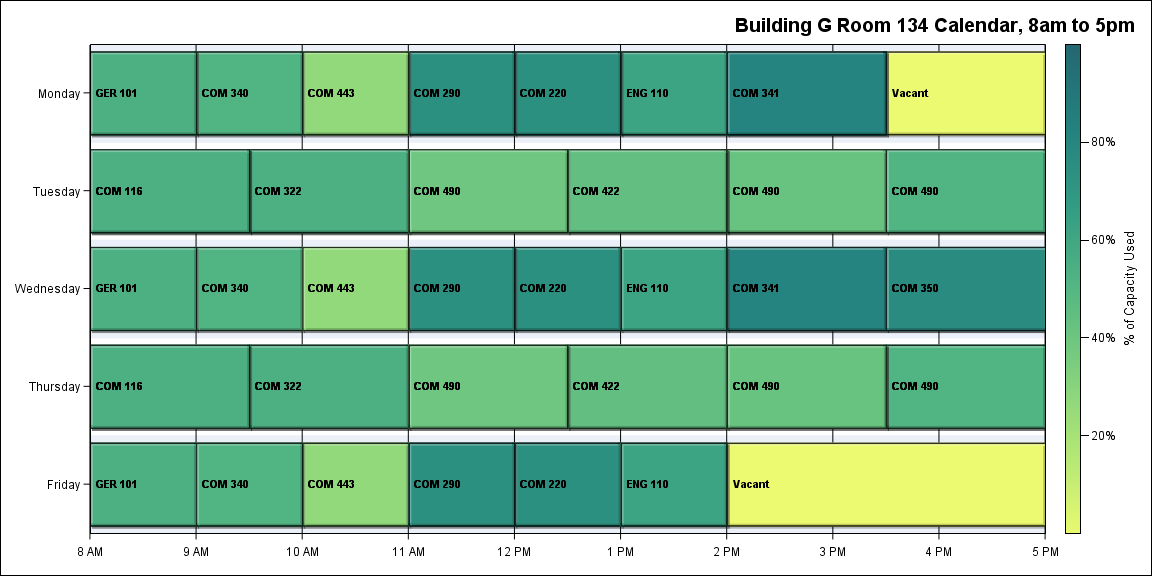 Building G Room 134 Calendar, 8am to 5pm
Monday
GER 101
COM 340
COM 443
COM 290
COM 220
ENG 110
COM 341
Vacant
Tuesday
COM 116
COM 322
COM 490
COM 422
COM 490
COM 490
Wednesday
GER 101
COM 340
COM 443
COM 290
COM 220
ENG 110
COM 341
COM 350
Thursday
COM 116
COM 322
COM 490
COM 422
COM 490
COM 490
Friday
GER 101
COM 340
COM 443
COM 290
COM 220
ENG 110
Vacant
8 AM
9 AM
10 AM
11 AM
12 PM
1 PM
2 PM
3 PM
4 PM
5 PM
80%
60%
40%
20%
% of Capacity Used